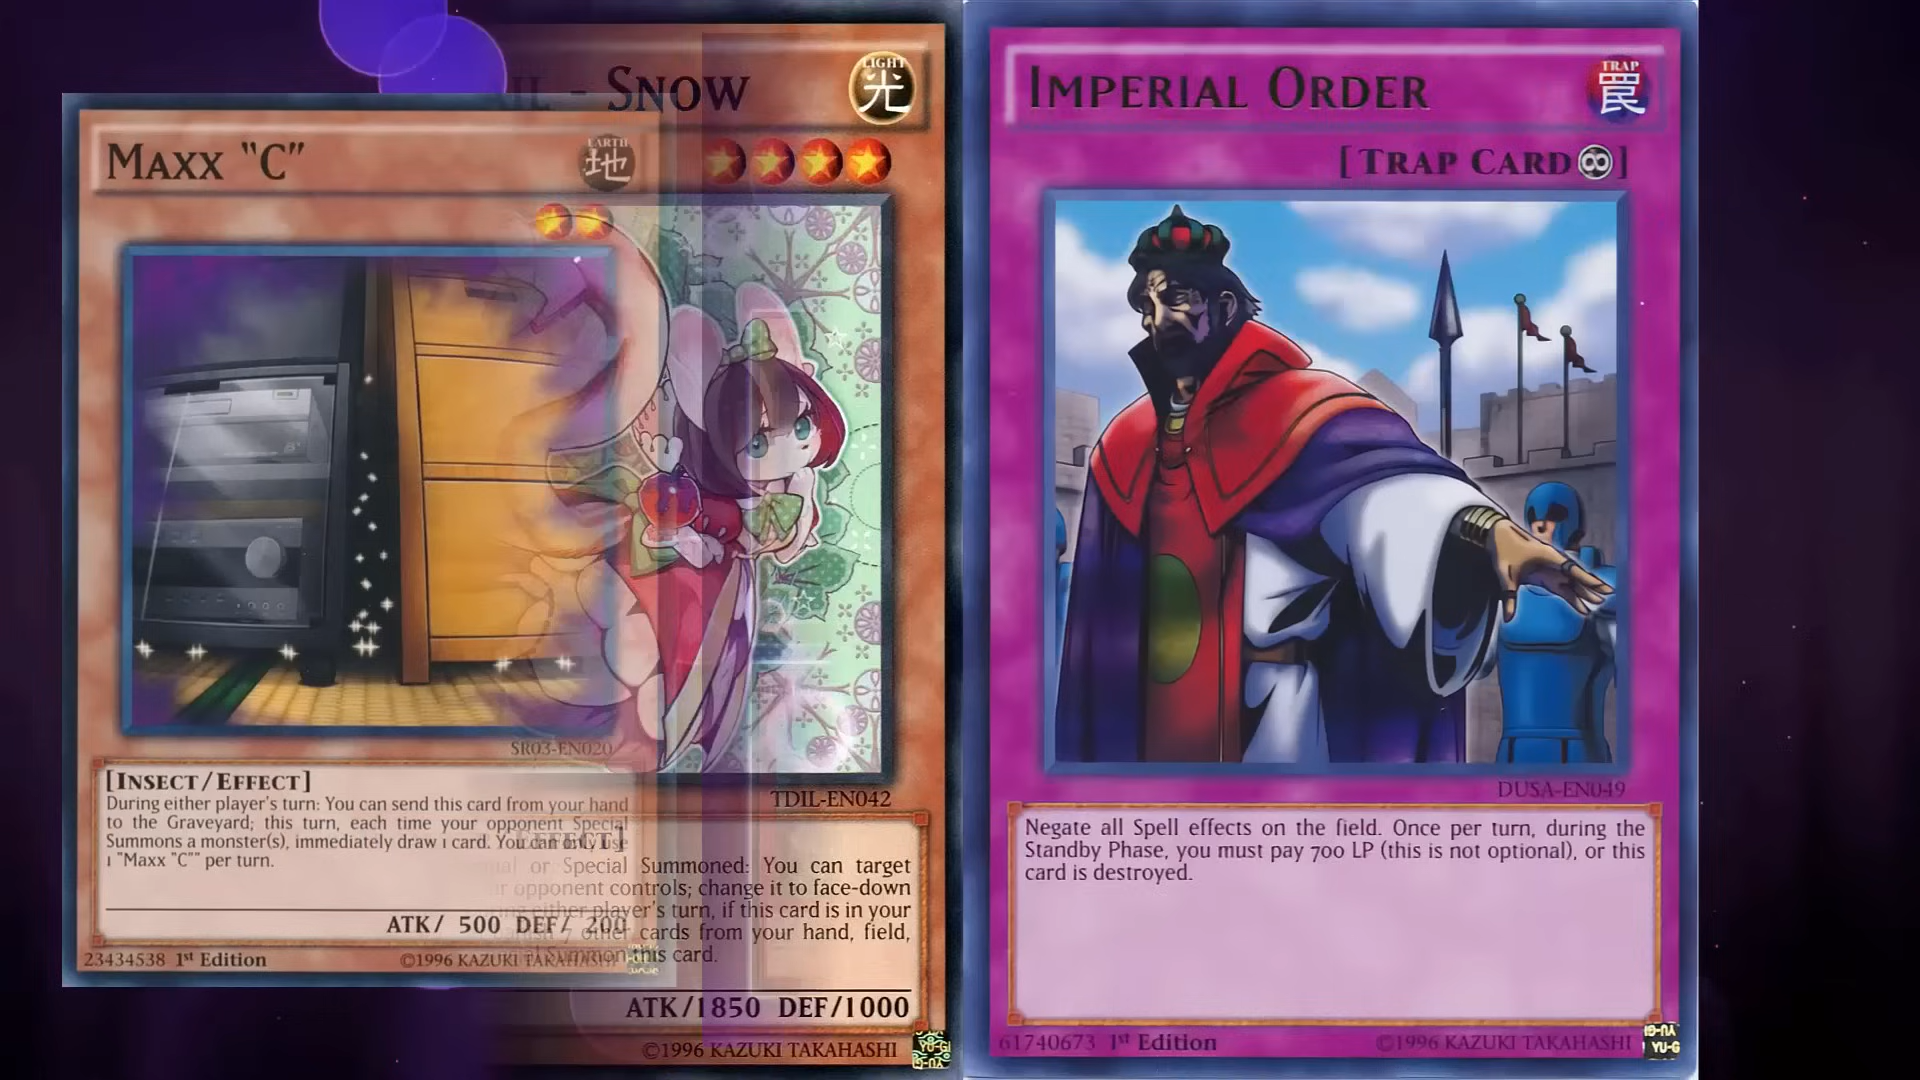 MAXX "C"
EARTH
地
SR03-EN020
[INSECT/EFFECT]
During either player's turn: You can send this card from your hand
to the Graveyard; this turn, each time your opponent Special
Summons a monster(s), immediately draw 1 card. You can only use
1 "Maxx "C"" per turn.
ATK/ 500 DEF/ 200
23434538 1st Edition
©1996 KAZUKI TAKAHASHI
- SNOW
LIGHT
光
TDIL-EN042
EFFECT]
or Special Summoned: You can target
opponent controls; change it to face-down
either player's turn, if this card is in your
7 other cards from your hand, field,
Summon this card.
ATK/1850 DEF/1000
©1996 KAZUKI TAKAHASHI
IMPERIAL ORDER
TRAP
罠
[TRAP CARD∞]
DUSA-EN049
Negate all Spell effects on the field. Once per turn, during the
Standby Phase, you must pay 700 LP (this is not optional), or this
card is destroyed.
61740673 1st Edition
©1996 KAZUKI TAKAHASHI